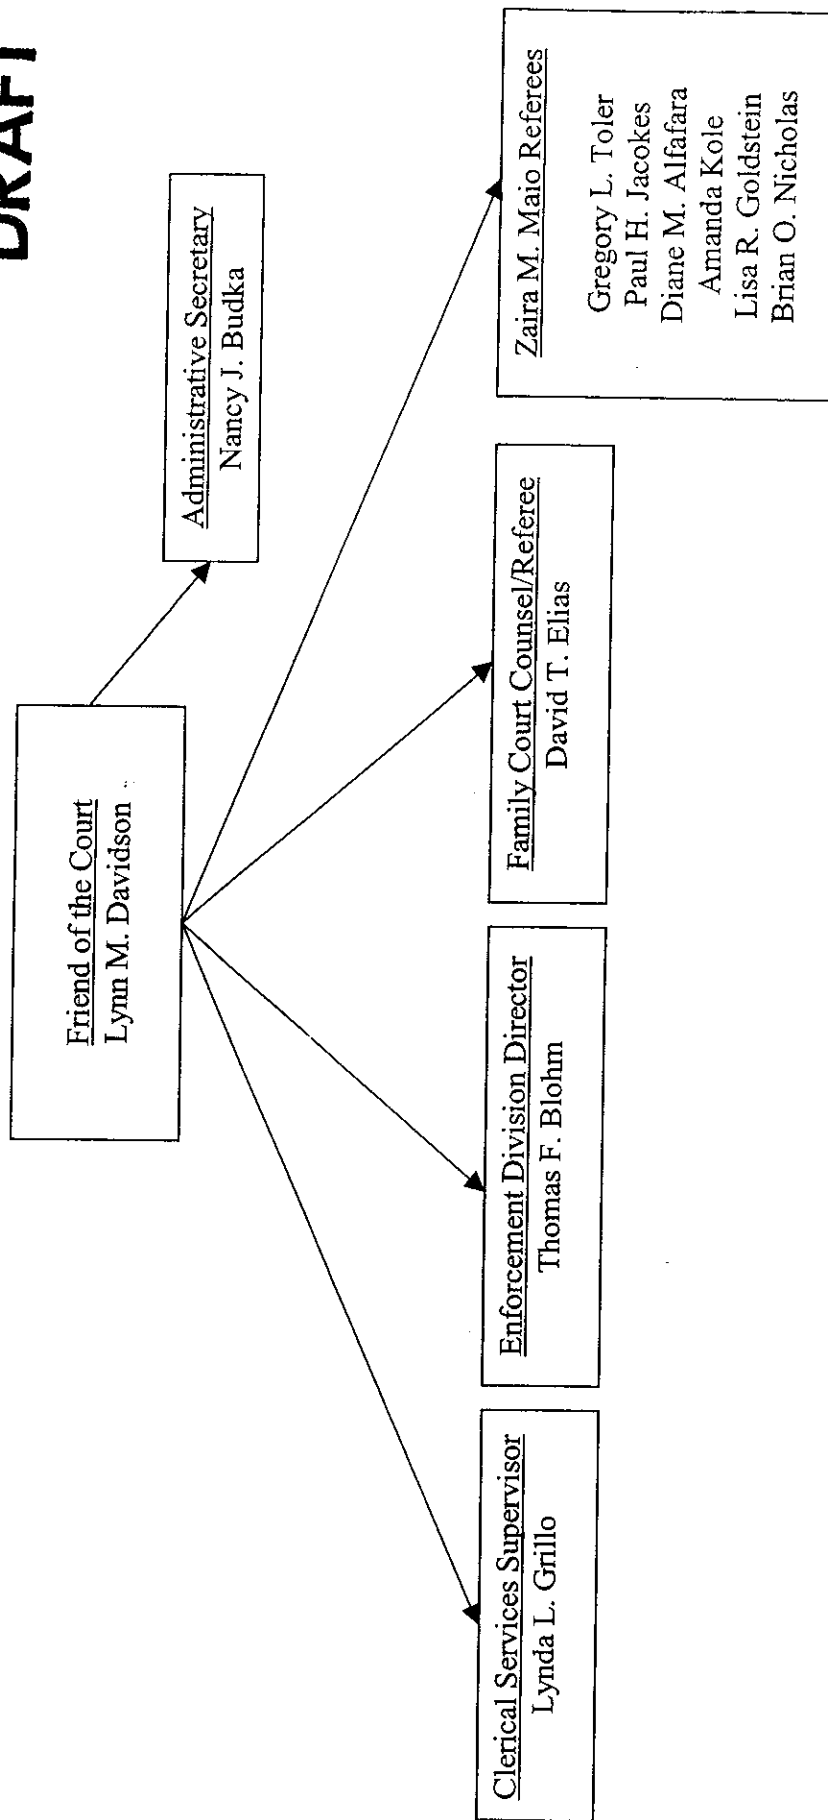 DRAFT
Friend of the Court
Lynn M. Davidson
Administrative Secretary
Nancy J. Budka
Clerical Services Supervisor
Lynda L. Grillo
Enforcement Division Director
Thomas F. Blohm
Family Court Counsel/Referee
David T. Elias
Zaira M. Maio Referees
Gregory L. Toler
Paul H. Jacokes
Diane M. Alfafara
Amanda Kole
Lisa R. Goldstein
Brian O. Nicholas